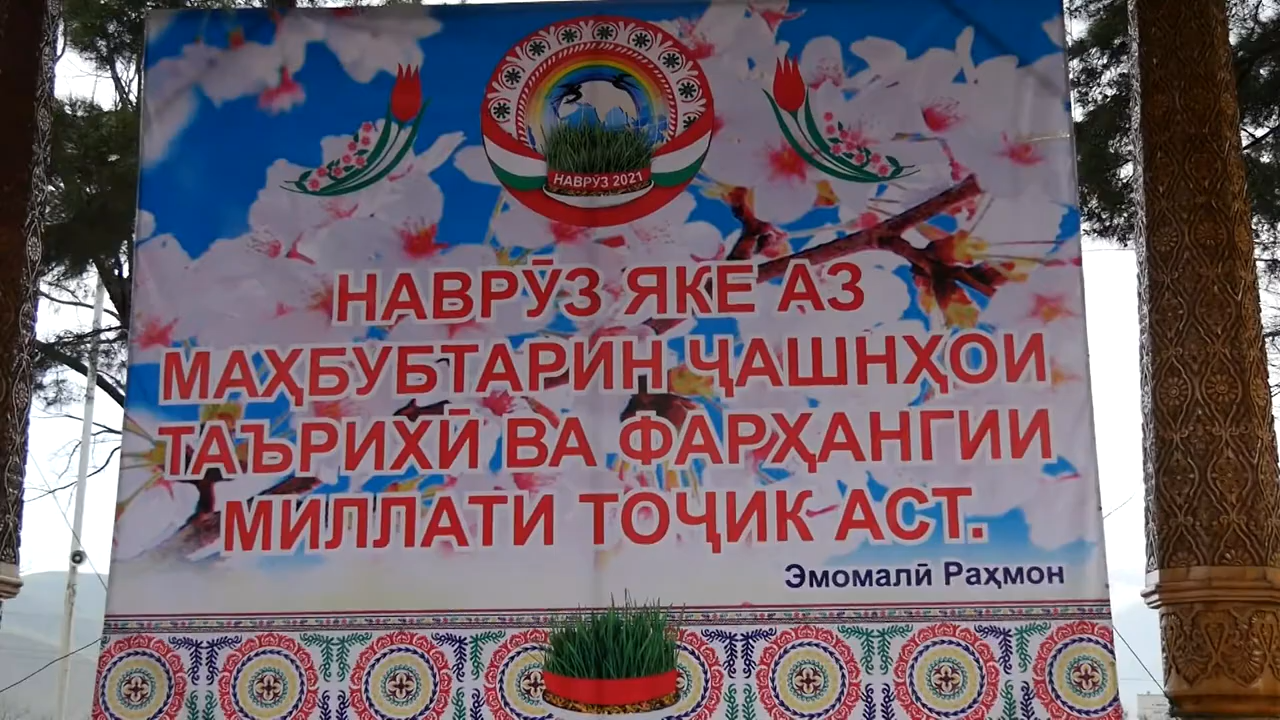 НАВРӮЗ 2021
НАВРӮЗ ЯКЕ АЗ
МАҲБУБТАРИН ҶАШНҲОИ
ТАЪРИХӢ ВА ФАРҲАНГИИ
МИЛЛАТИ ТОҶИК АСТ.
Эмомалӣ Раҳмон